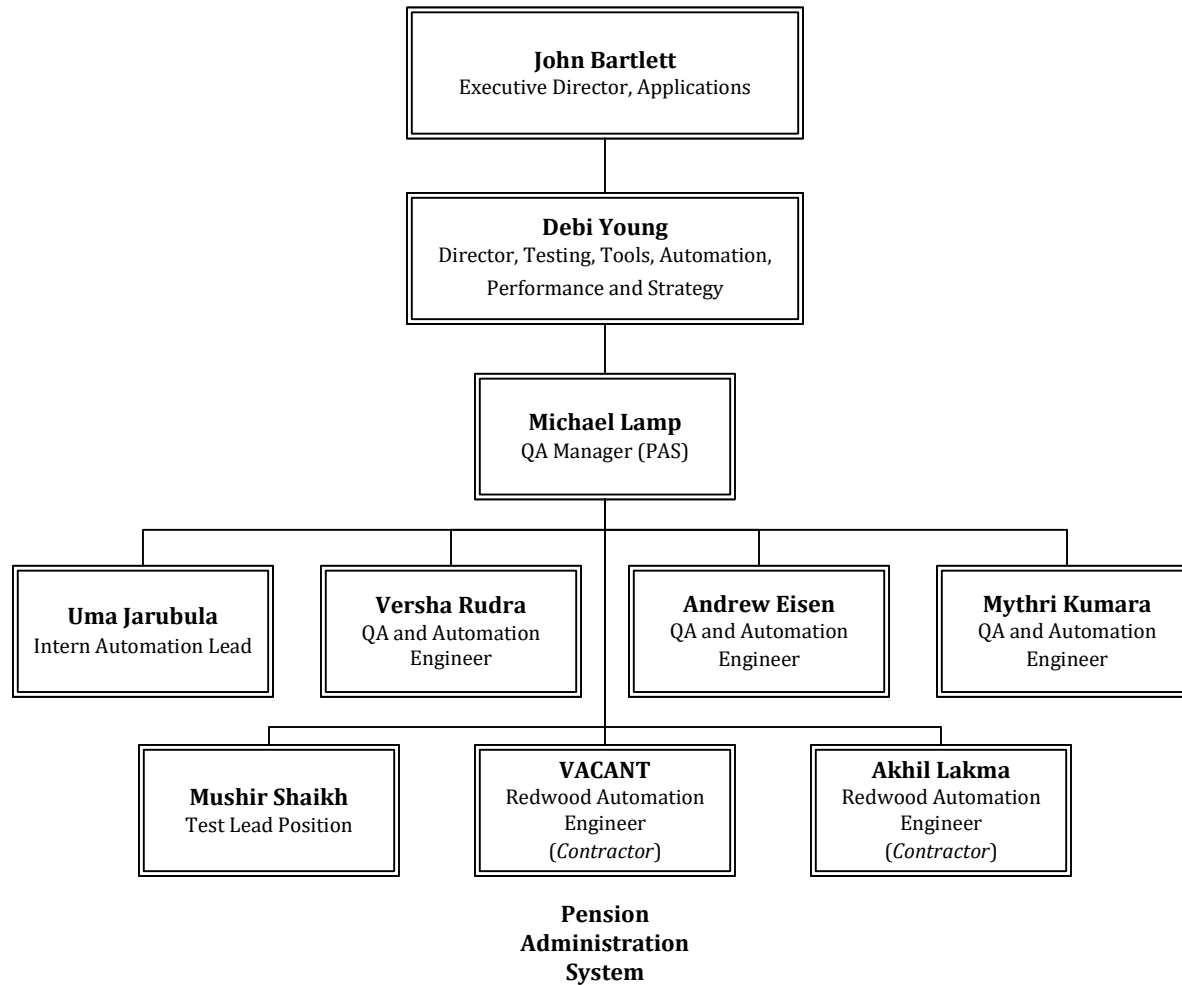 John Bartlett
Executive Director, Applications
Debi Young
Director, Testing, Tools, Automation,
Performance and Strategy
Michael Lamp
QA Manager (PAS)
Uma Jarubula
Intern Automation Lead
Versha Rudra
QA and Automation
Engineer
Andrew Eisen
QA and Automation
Engineer
Mythri Kumara
QA and Automation
Engineer
Mushir Shaikh
Test Lead Position
VACANT
Redwood Automation
Engineer
(Contractor)
Akhil Lakma
Redwood Automation
Engineer
(Contractor)
Pension
Administration
System